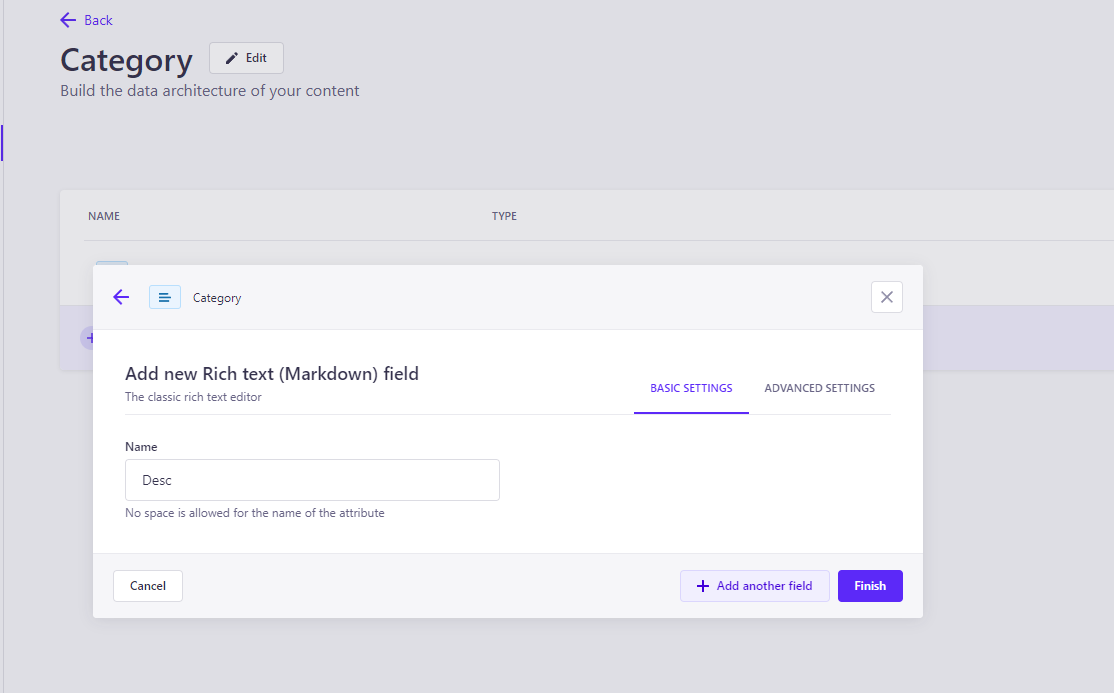 Back
Category
Edit
Build the data architecture of your content
NAME
TYPE
Category
Add new Rich text (Markdown) field
The classic rich text editor
BASIC SETTINGS
ADVANCED SETTINGS
Name
Desc
No space is allowed for the name of the attribute
Cancel
Add another field
Finish